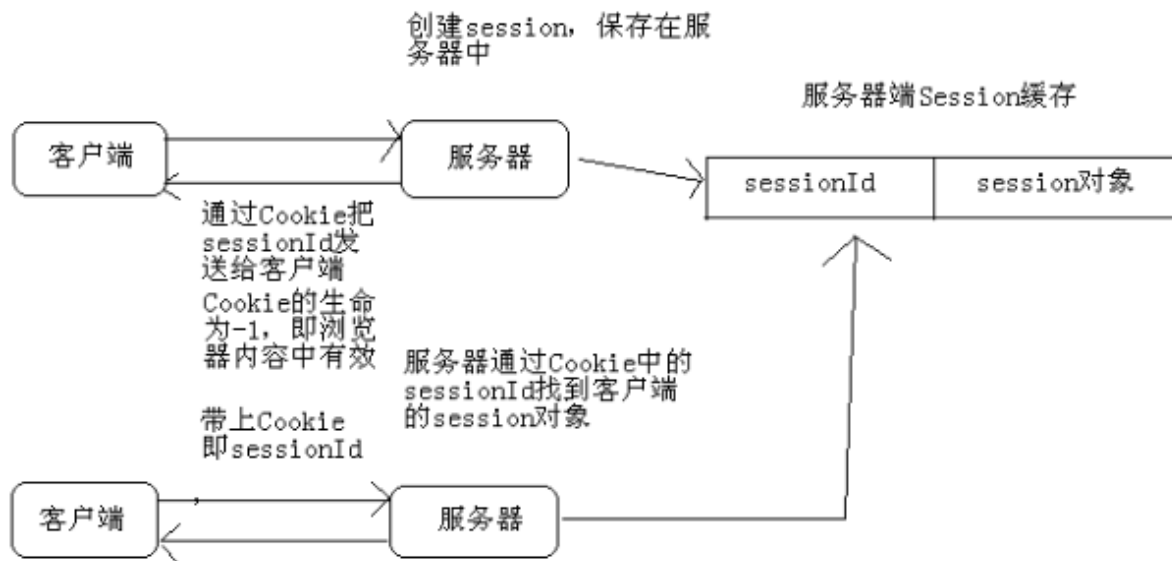 创建session，保存在服
务器中
服务器端Session缓存
客户端
服务器
sessionId
session对象
通过Cookie把
sessionId发
送给客户端
Cookie的生命
为-1，即浏览
器内容中有效
服务器通过Cookie中的
sessionId找到客户端
的session对象
带上Cookie
即sessionId
，
客户端
服务器